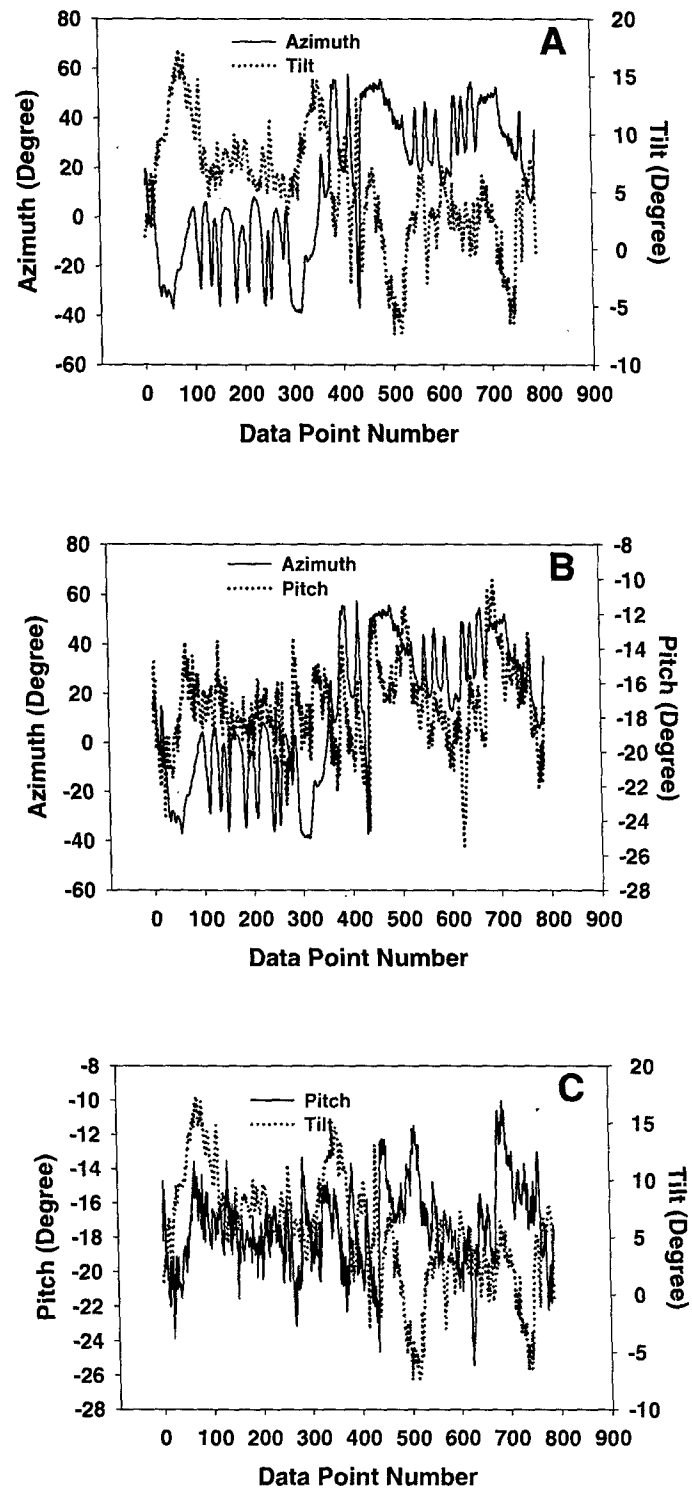 A
Azimuth
Tilt
80
60
40
20
0
-20
-40
-60
Azimuth (Degree)
20
15
10
5
0
-5
-10
Tilt (Degree)
0 100 200 300 400 500 600 700 800 900
Data Point Number
B
Azimuth
Pitch
80
60
40
20
0
-20
-40
-60
Azimuth (Degree)
-8
-10
-12
-14
-16
-18
-20
-22
-24
-26
-28
Pitch (Degree)
0 100 200 300 400 500 600 700 800 900
Data Point Number
C
Pitch
Tilt
-8
-10
-12
-14
-16
-18
-20
-22
-24
-26
-28
Pitch (Degree)
20
15
10
5
0
-5
-10
Tilt (Degree)
0 100 200 300 400 500 600 700 800 900
Data Point Number